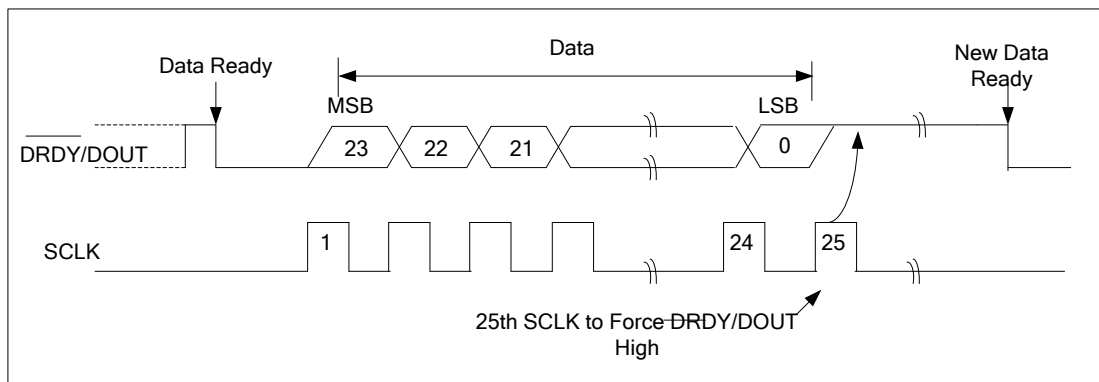 Data
Data Ready
New Data
Ready
MSB
LSB
DRDY/DOUT
23
22
21
0
SCLK
1
24
25
25th SCLK to Force DRDY/DOUT
High